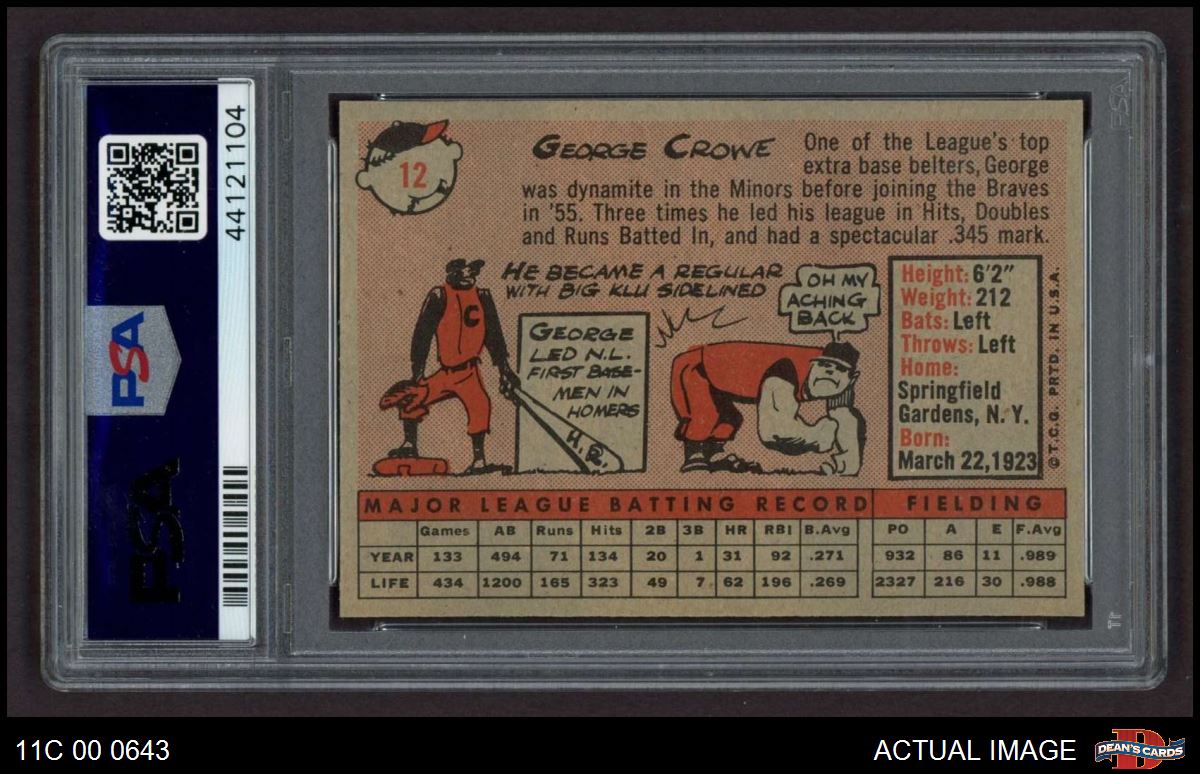 44121104
PSA
PSA
12
GEORGE CROWE
One of the League's top
extra base belters, George
was dynamite in the Minors before joining the Braves
in '55. Three times he led his league in Hits, Doubles
and Runs Batted In, and had a spectacular .345 mark.
HE BECAME A REGULAR
WITH BIG KLU SIDELINED
C
GEORGE
LED N.L.
FIRST BASE-
MEN IN
HOMERS
H.R.
OH MY
ACHING
BACK
Height: 6'2"
Weight: 212
Bats: Left
Throws: Left
Home:
Springfield
Gardens, N.Y.
Born:
March 22, 1923
©T.C.G. PRTD. IN U.S.A.
MAJOR LEAGUE BATTING RECORD FIELDING
Games AB Runs Hits 2B 3B HR RBI B.Avg PO A E F.Avg
YEAR 133 494 71 134 20 1 31 92 .271 932 86 11 .989
LIFE 434 1200 165 323 49 7 62 196 .269 2327 216 30 .988
PSA
11C 00 0643
ACTUAL IMAGE
D
DEAN'S CARDS